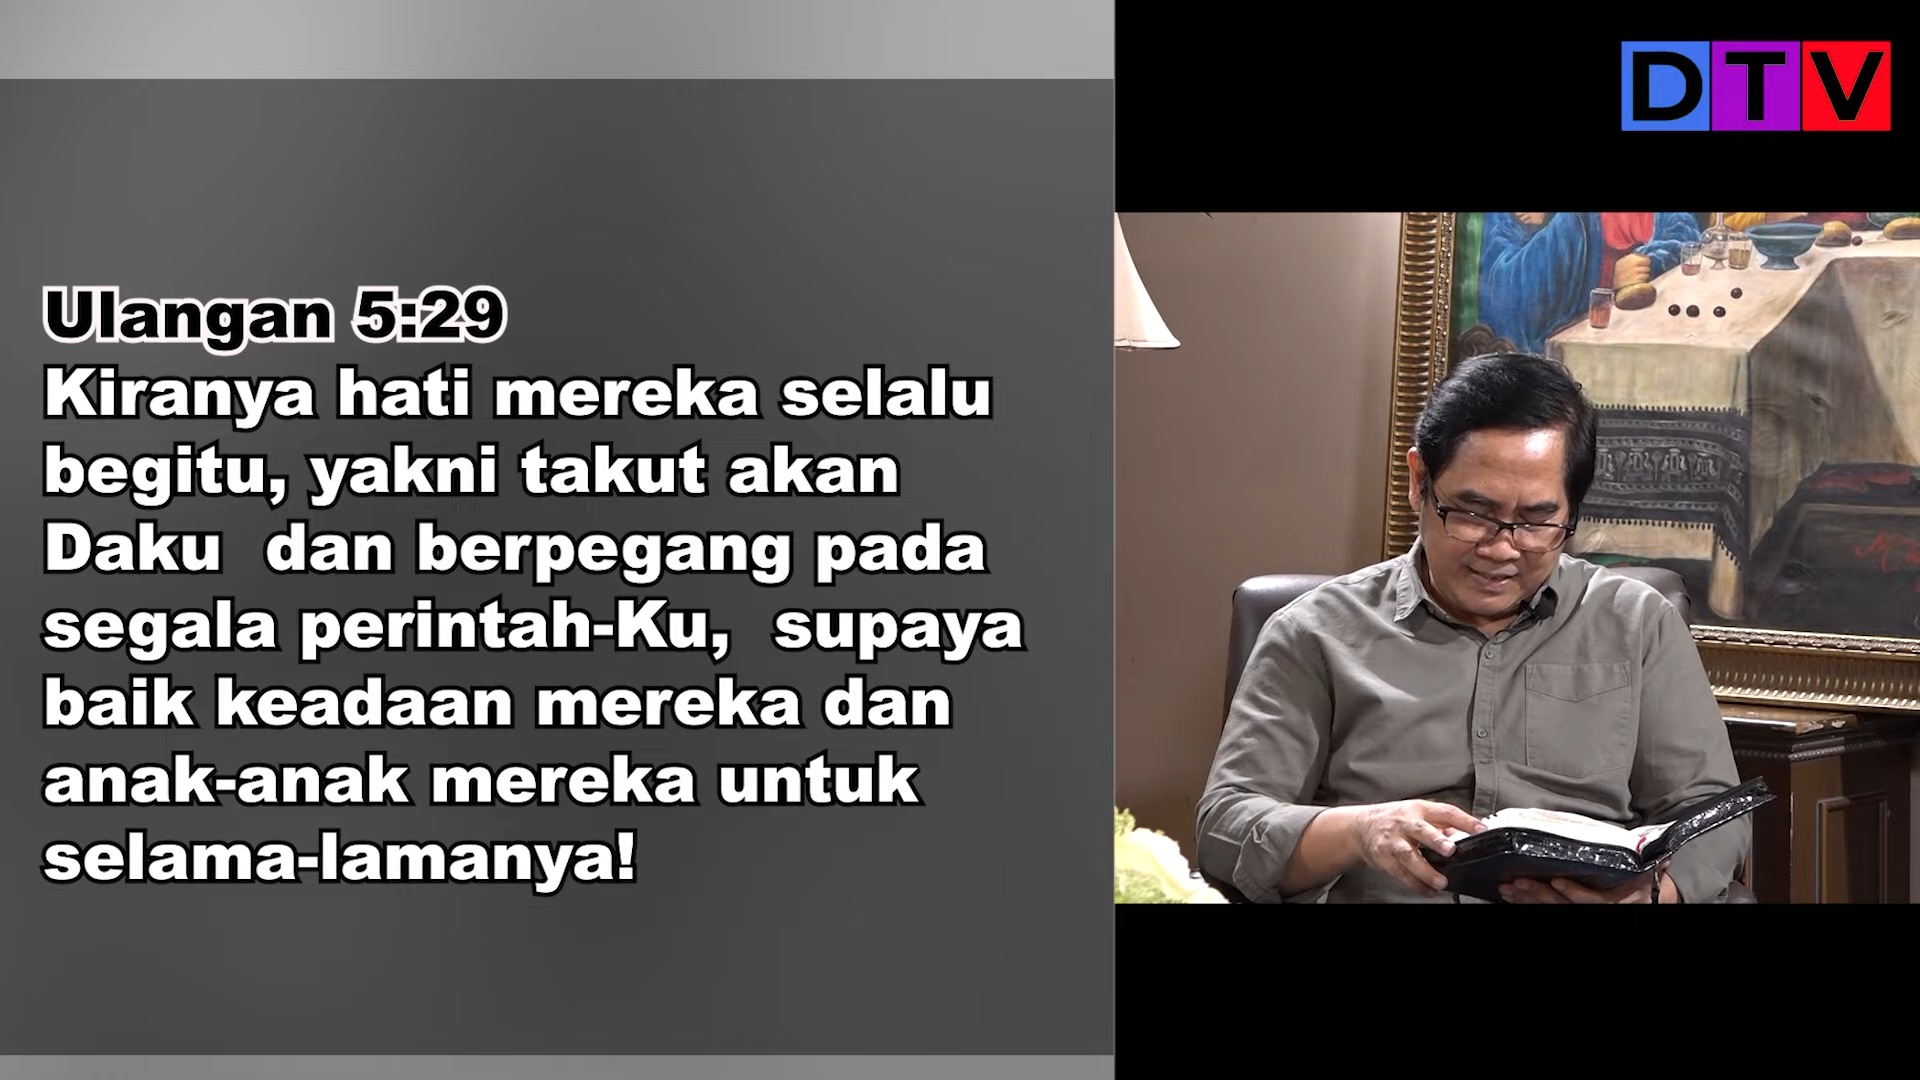 Ulangan 5:29
Kiranya hati mereka selalu
begitu, yakni takut akan
Daku  dan berpegang pada
segala perintah-Ku,  supaya
baik keadaan mereka dan
anak-anak mereka untuk
selama-lamanya!
DTV